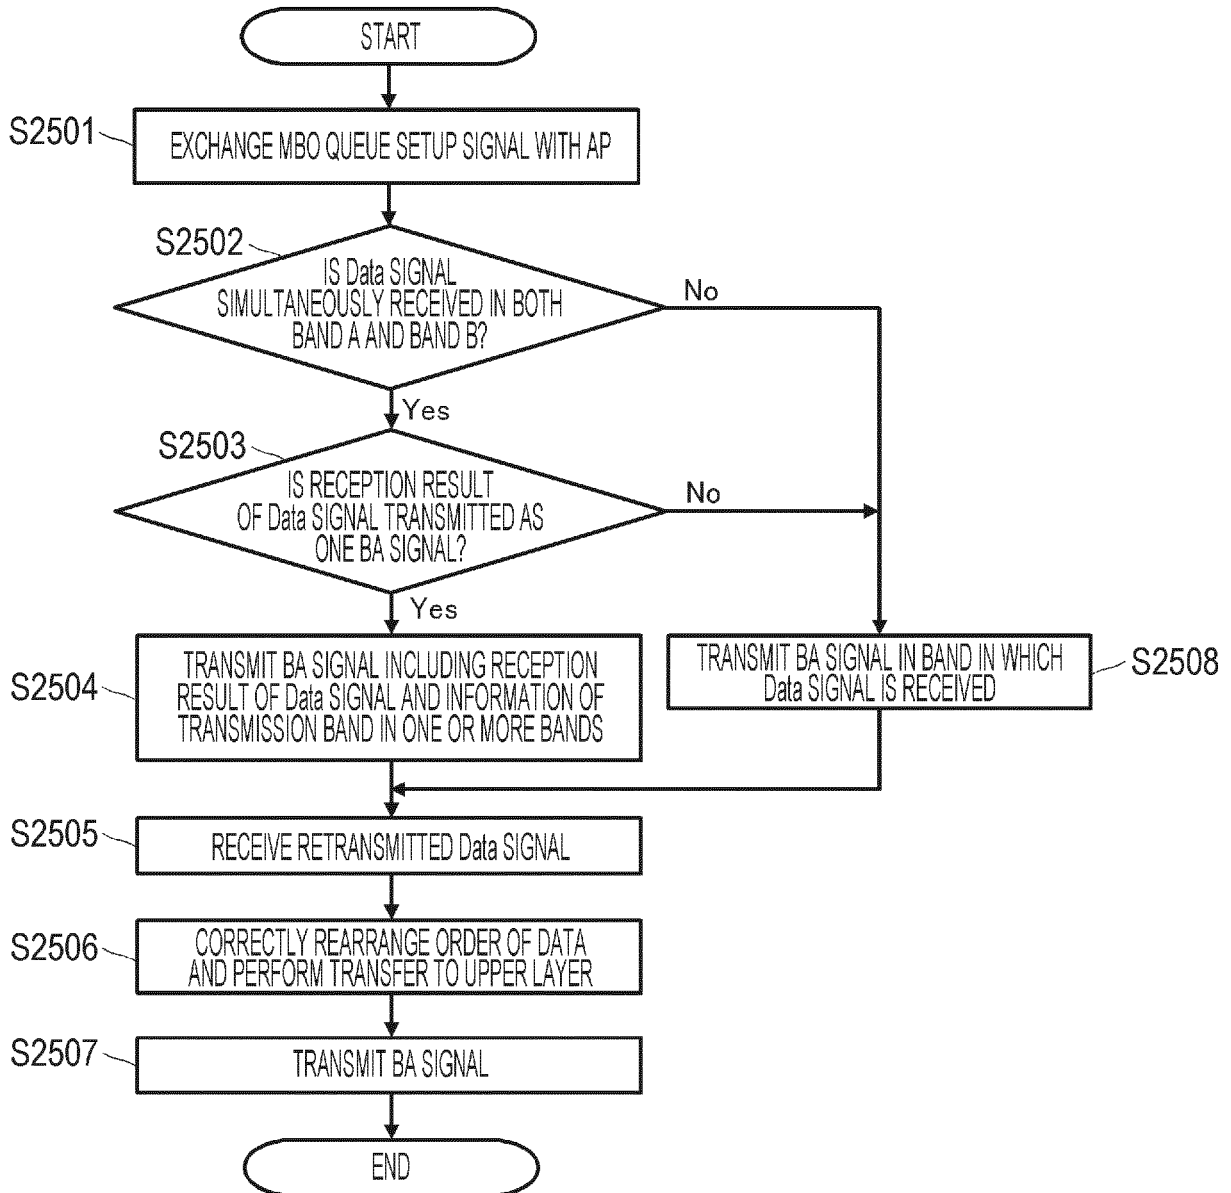 START
S2501
EXCHANGE MBO QUEUE SETUP SIGNAL WITH AP
S2502
IS Data SIGNAL
SIMULTANEOUSLY RECEIVED IN BOTH
BAND A AND BAND B?
No
Yes
S2503
IS RECEPTION RESULT
OF Data SIGNAL TRANSMITTED AS
ONE BA SIGNAL?
No
Yes
S2504
TRANSMIT BA SIGNAL INCLUDING RECEPTION
RESULT OF Data SIGNAL AND INFORMATION OF
TRANSMISSION BAND IN ONE OR MORE BANDS
TRANSMIT BA SIGNAL IN BAND IN WHICH
Data SIGNAL IS RECEIVED
S2508
S2505
RECEIVE RETRANSMITTED Data SIGNAL
S2506
CORRECTLY REARRANGE ORDER OF DATA
AND PERFORM TRANSFER TO UPPER LAYER
S2507
TRANSMIT BA SIGNAL
END